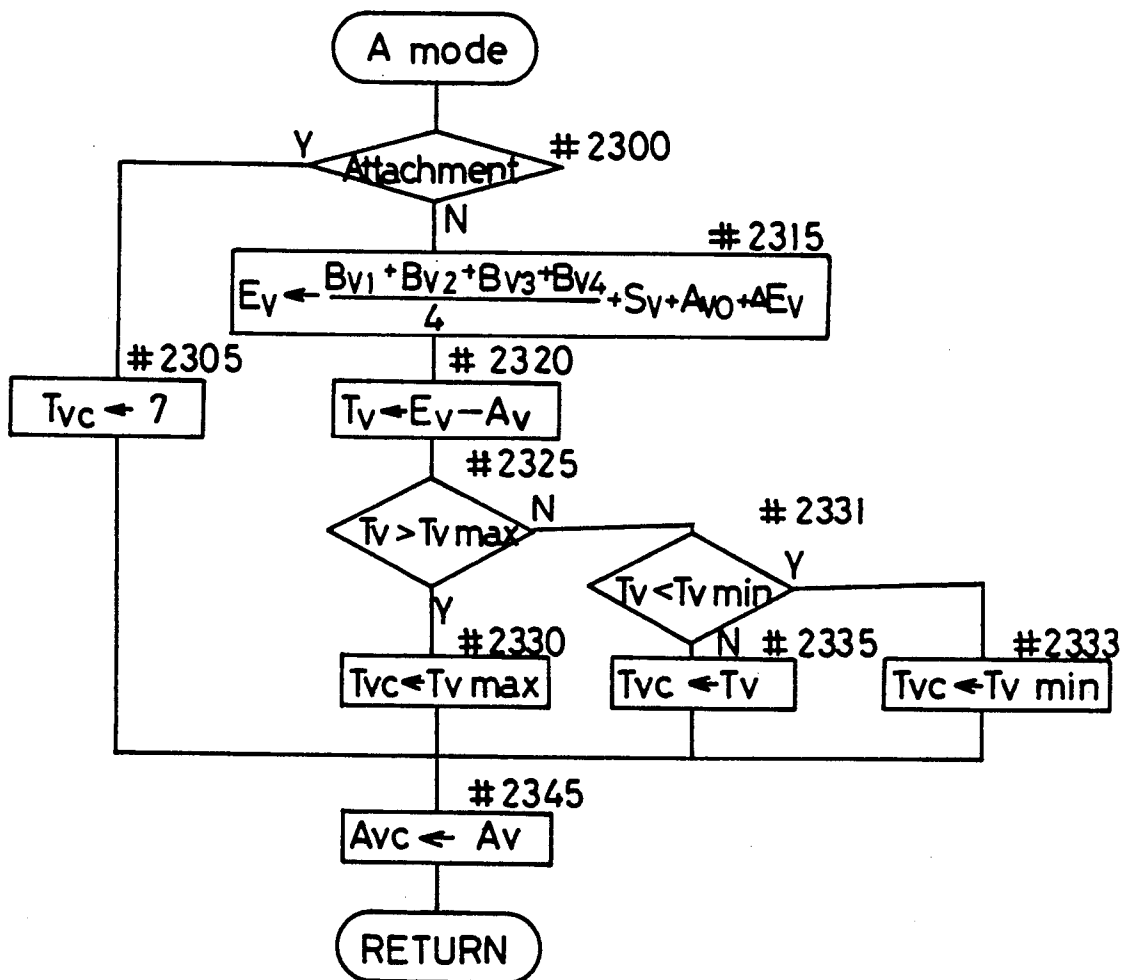 A mode
Y
Attachment
#2300
N
#2315
Ev ← Bv1 + Bv2 + Bv3 + Bv4 / 4 + Sv + Avo + ΔEv
#2305
Tvc ← 7
#2320
Tv ← Ev − Av
#2325
Tv > Tv max
N
Y
#2331
Tv < Tv min
Y
N
#2330
Tvc ← Tv max
#2335
Tvc ← Tv
#2333
Tvc ← Tv min
#2345
Avc ← Av
RETURN